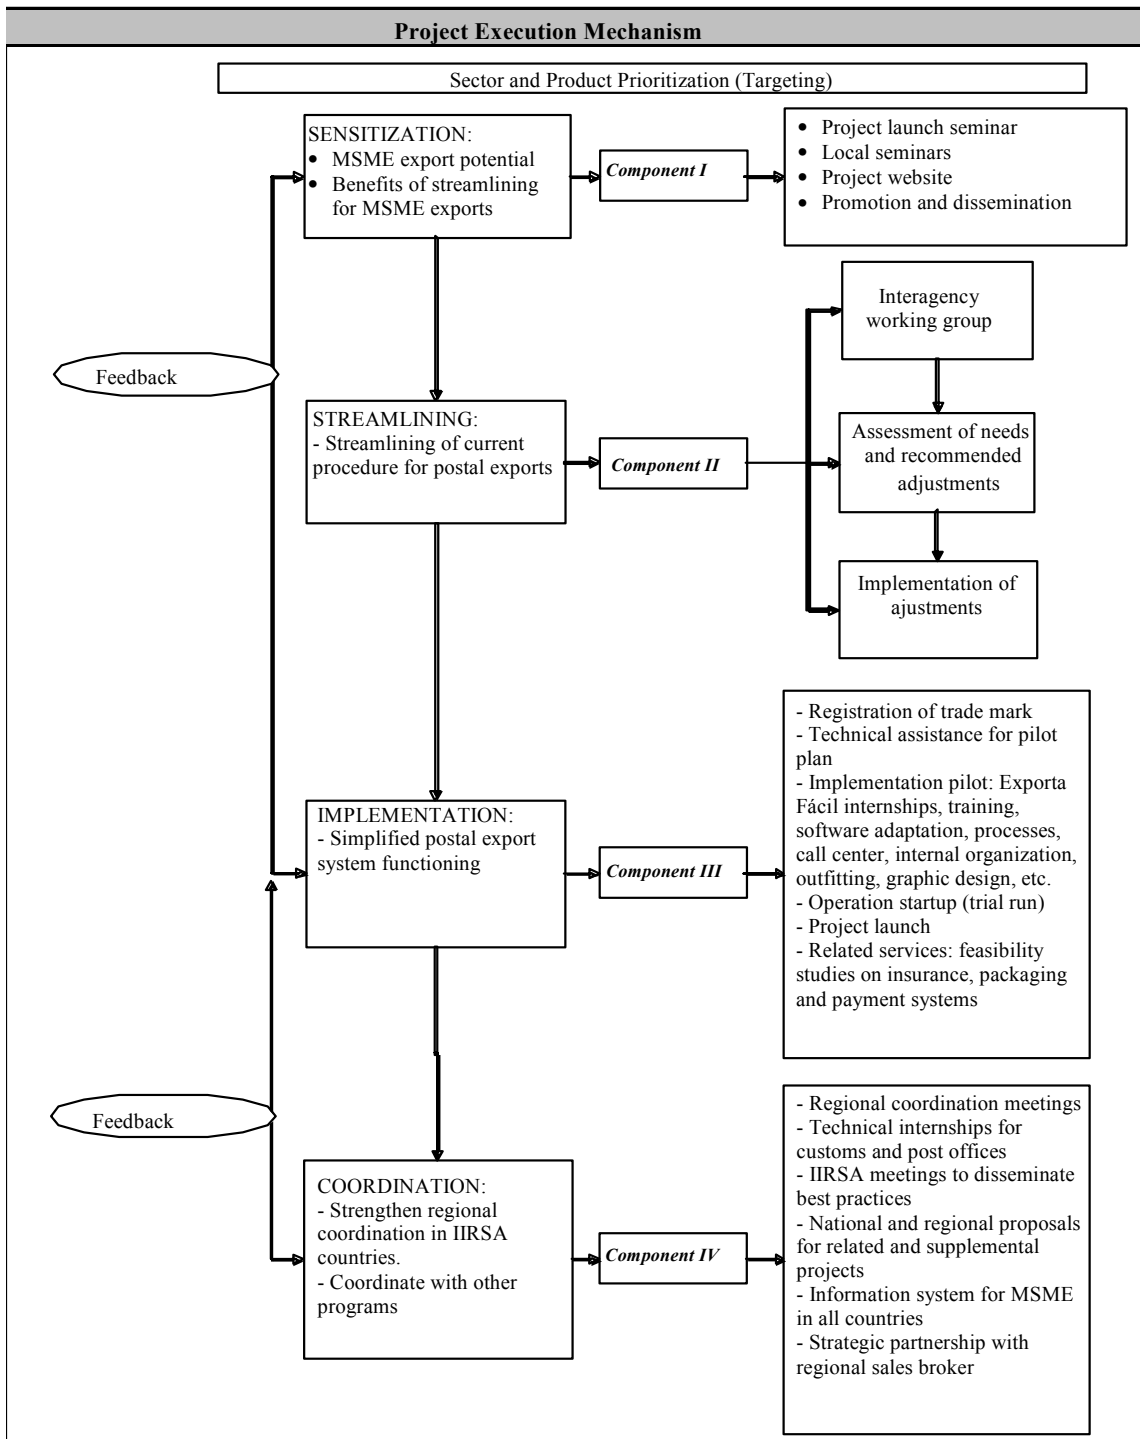 Project Execution Mechanism
Sector and Product Prioritization (Targeting)
SENSITIZATION:
• MSME export potential
• Benefits of streamlining
for MSME exports
Component I
• Project launch seminar
• Local seminars
• Project website
• Promotion and dissemination
Interagency
working group
Feedback
STREAMLINING:
- Streamlining of current
procedure for postal exports
Component II
Assessment of needs
and recommended
adjustments
Implementation of
ajustments
IMPLEMENTATION:
- Simplified postal export
system functioning
Component III
- Registration of trade mark
- Technical assistance for pilot
plan
- Implementation pilot: Exporta
Fácil internships, training,
software adaptation, processes,
call center, internal organization,
outfitting, graphic design, etc.
- Operation startup (trial run)
- Project launch
- Related services: feasibility
studies on insurance, packaging
and payment systems
Feedback
COORDINATION:
- Strengthen regional
coordination in IIRSA
countries.
- Coordinate with other
programs
Component IV
- Regional coordination meetings
- Technical internships for
customs and post offices
- IIRSA meetings to disseminate
best practices
- National and regional proposals
for related and supplemental
projects
- Information system for MSME
in all countries
- Strategic partnership with
regional sales broker